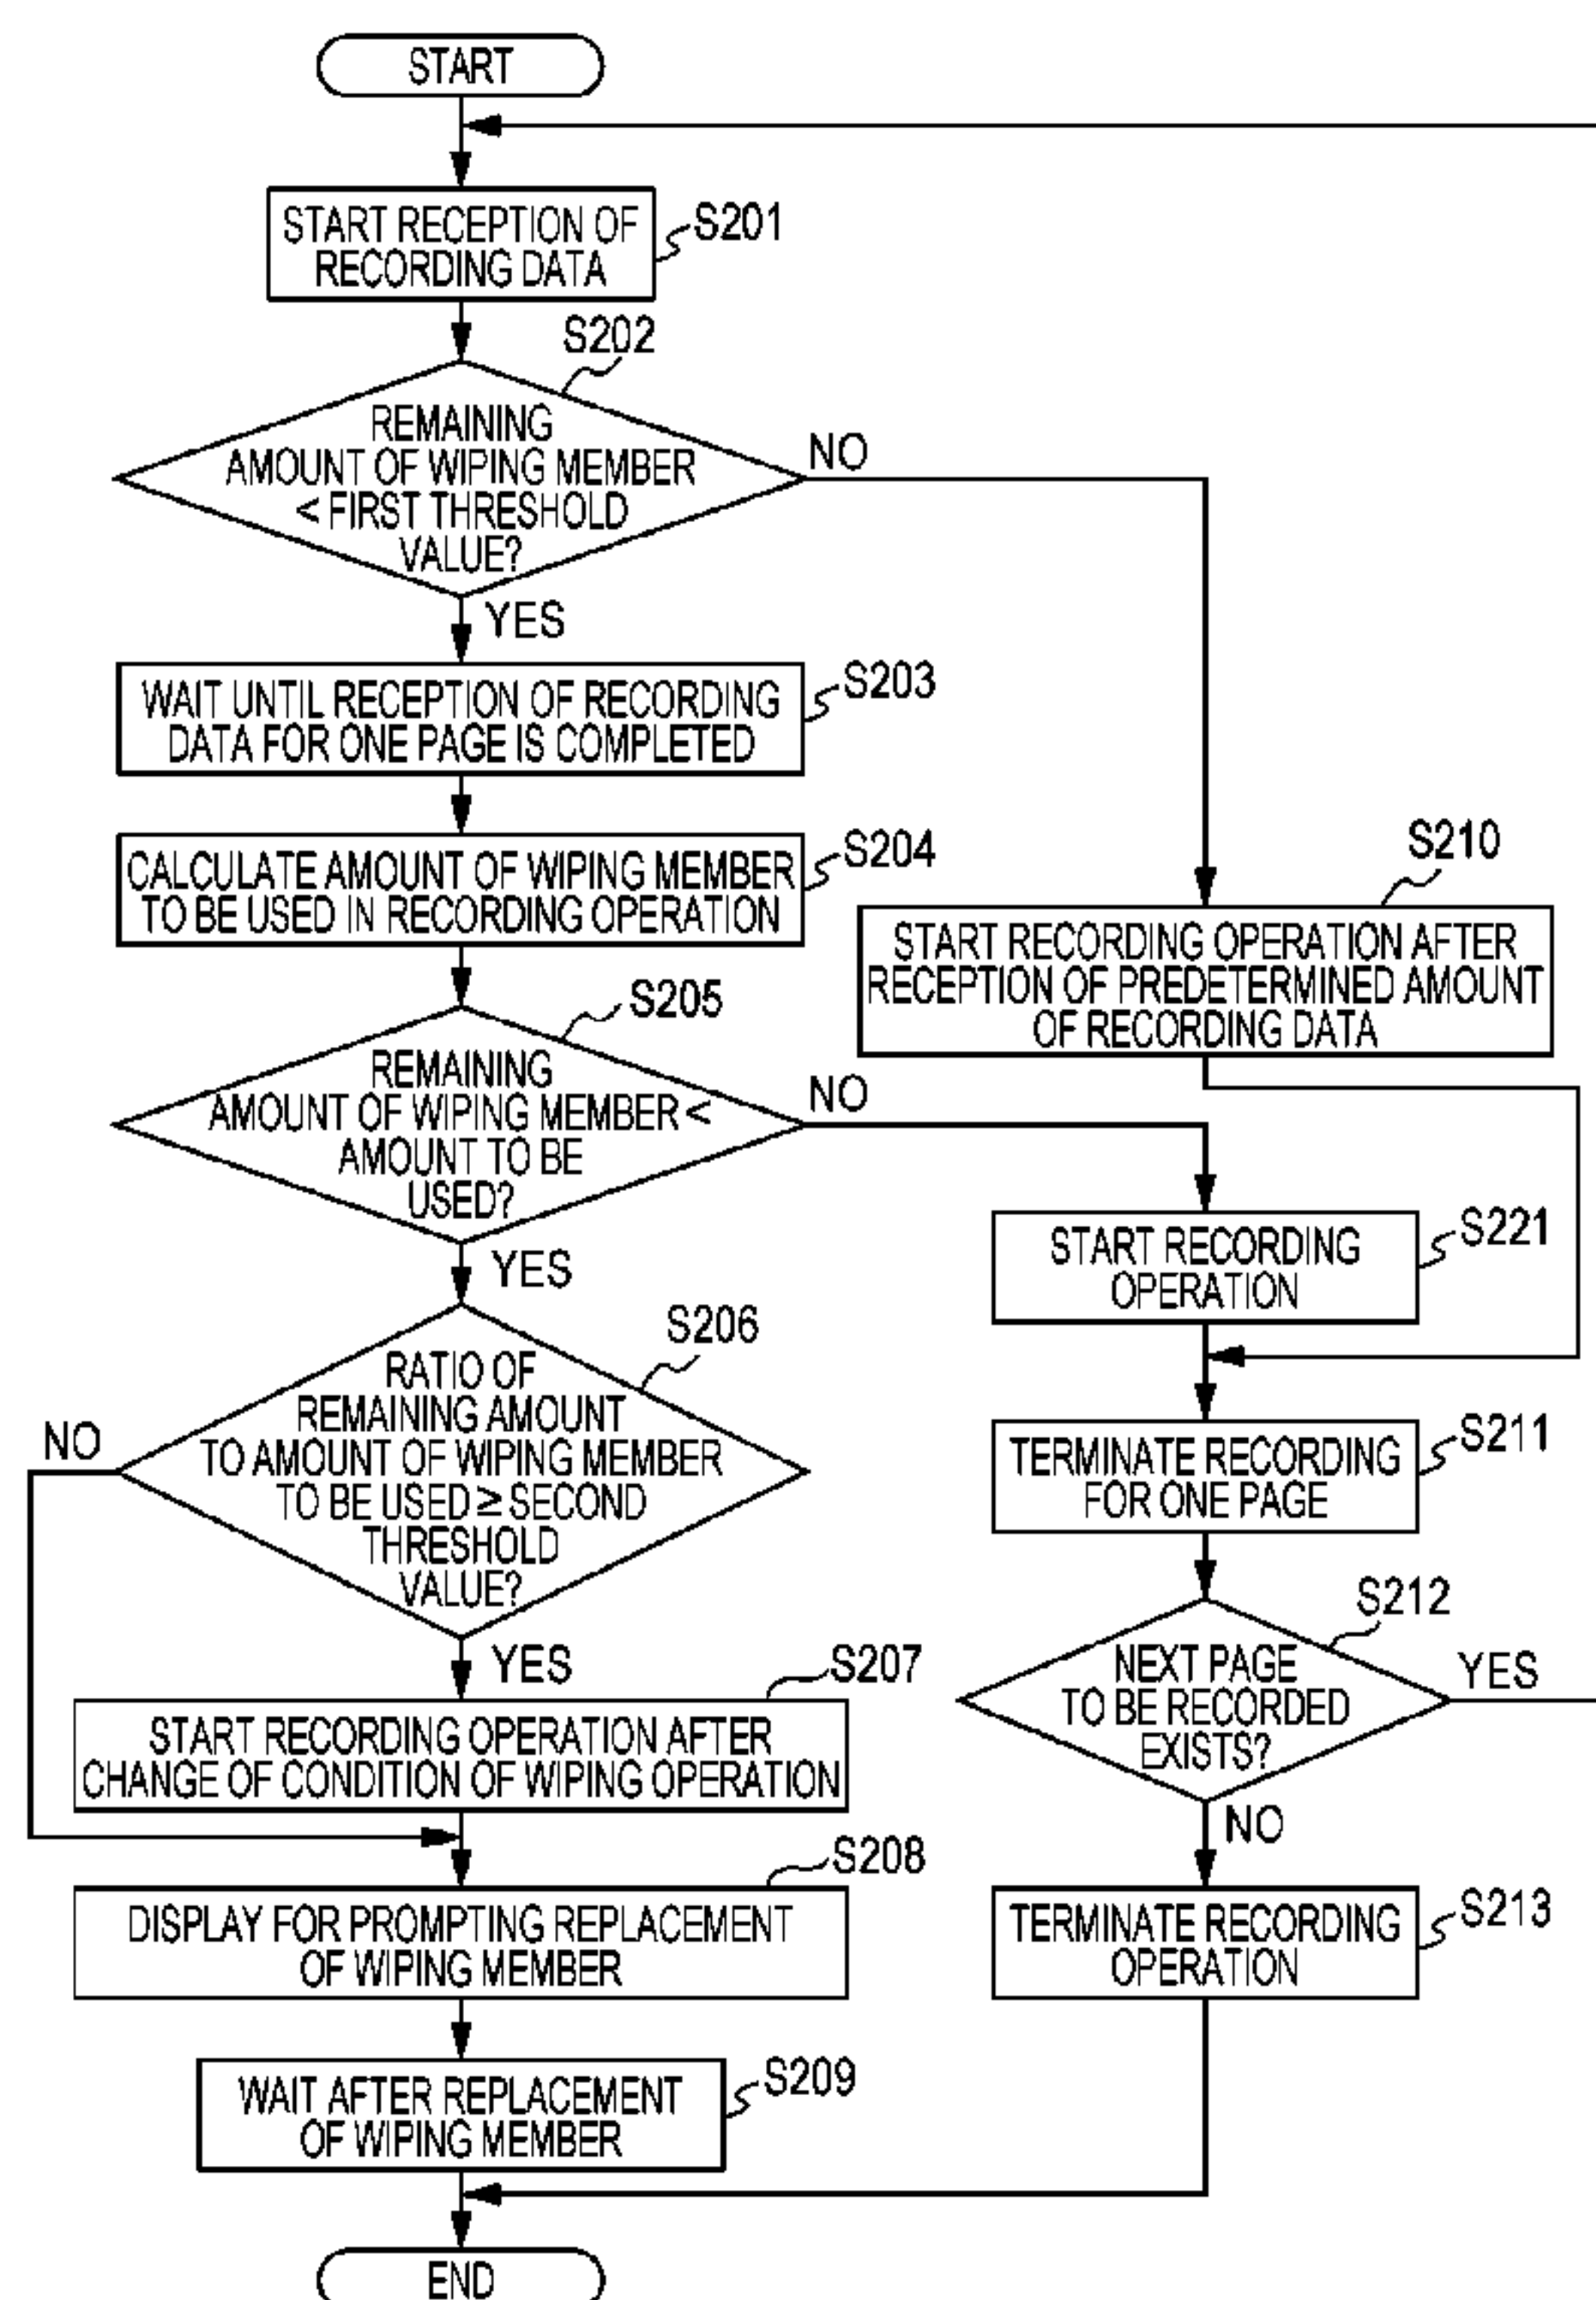 START
START RECEPTION OF
RECORDING DATA
S201
S202
REMAINING
AMOUNT OF WIPING MEMBER
< FIRST THRESHOLD
VALUE?
NO
YES
WAIT UNTIL RECEPTION OF RECORDING
DATA FOR ONE PAGE IS COMPLETED
S203
CALCULATE AMOUNT OF WIPING MEMBER
TO BE USED IN RECORDING OPERATION
S204
S205
REMAINING
AMOUNT OF WIPING MEMBER <
AMOUNT TO BE
USED?
NO
YES
S206
RATIO OF
REMAINING AMOUNT
TO AMOUNT OF WIPING MEMBER
TO BE USED ≥ SECOND
THRESHOLD
VALUE?
NO
YES
S207
START RECORDING OPERATION AFTER
CHANGE OF CONDITION OF WIPING OPERATION
S208
DISPLAY FOR PROMPTING REPLACEMENT
OF WIPING MEMBER
S209
WAIT AFTER REPLACEMENT
OF WIPING MEMBER
END
S210
START RECORDING OPERATION AFTER
RECEPTION OF PREDETERMINED AMOUNT
OF RECORDING DATA
S221
START RECORDING
OPERATION
S211
TERMINATE RECORDING
FOR ONE PAGE
S212
NEXT PAGE
TO BE RECORDED
EXISTS?
YES
NO
S213
TERMINATE RECORDING
OPERATION